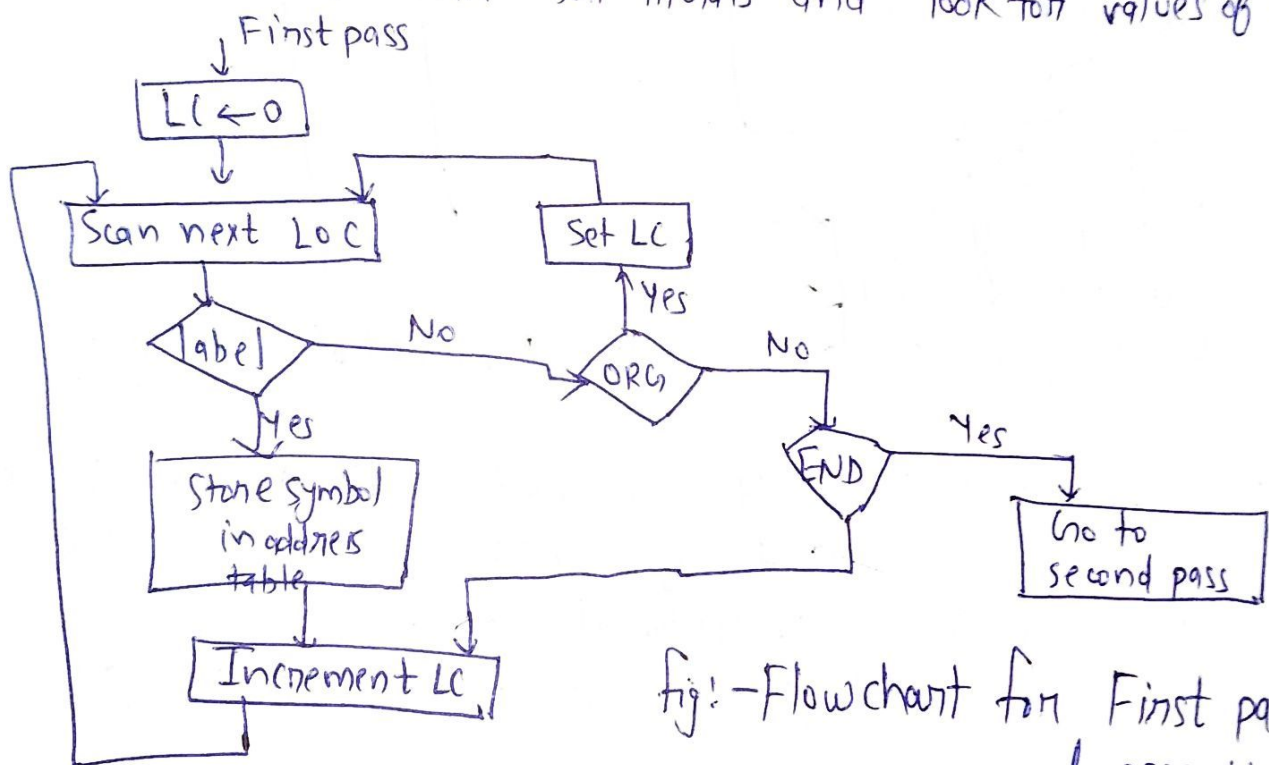 and look for values of
First pass
LC ← 0
Scan next LOC
Set LC
Yes
label
No
ORG
No
Yes
END
Yes
Store symbol
in address
table
Go to
second pass
Increment LC
fig:- Flowchart for First pa